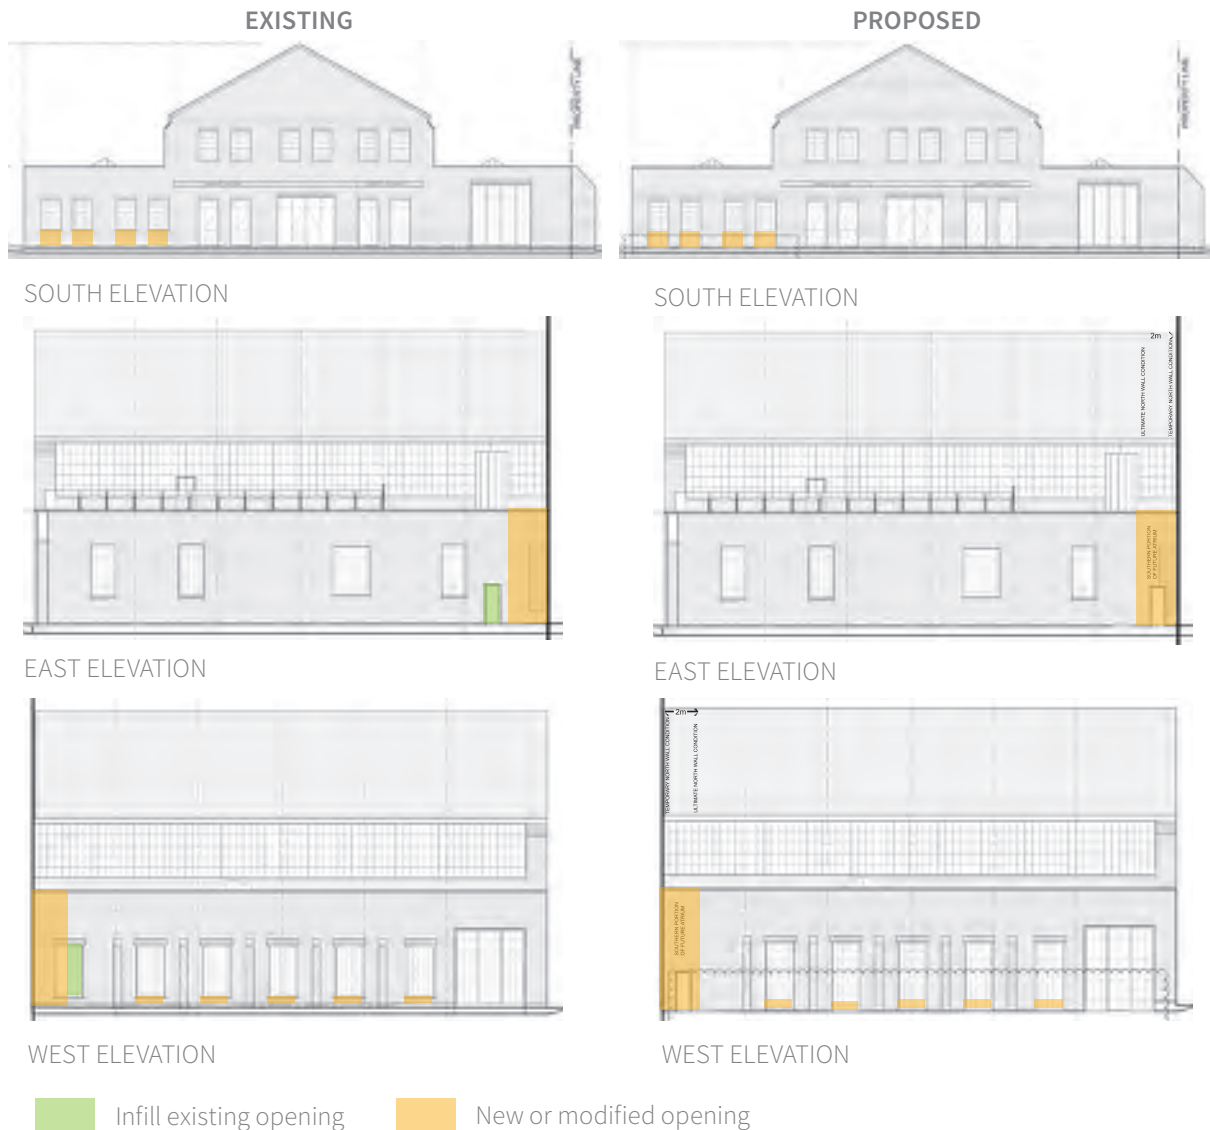 EXISTING
PROPOSED
PROPERTY LINE
PROPERTY LINE
SOUTH ELEVATION
SOUTH ELEVATION
2m
ULTIMATE NORTH WALL CONDITION
TEMPORARY NORTH WALL CONDITION
SOUTHERN PORTION
OF FUTURE ATRIUM
EAST ELEVATION
EAST ELEVATION
2m
TEMPORARY NORTH WALL CONDITION
ULTIMATE NORTH WALL CONDITION
SOUTHERN PORTION
OF FUTURE ATRIUM
WEST ELEVATION
WEST ELEVATION
Infill existing opening
New or modified opening